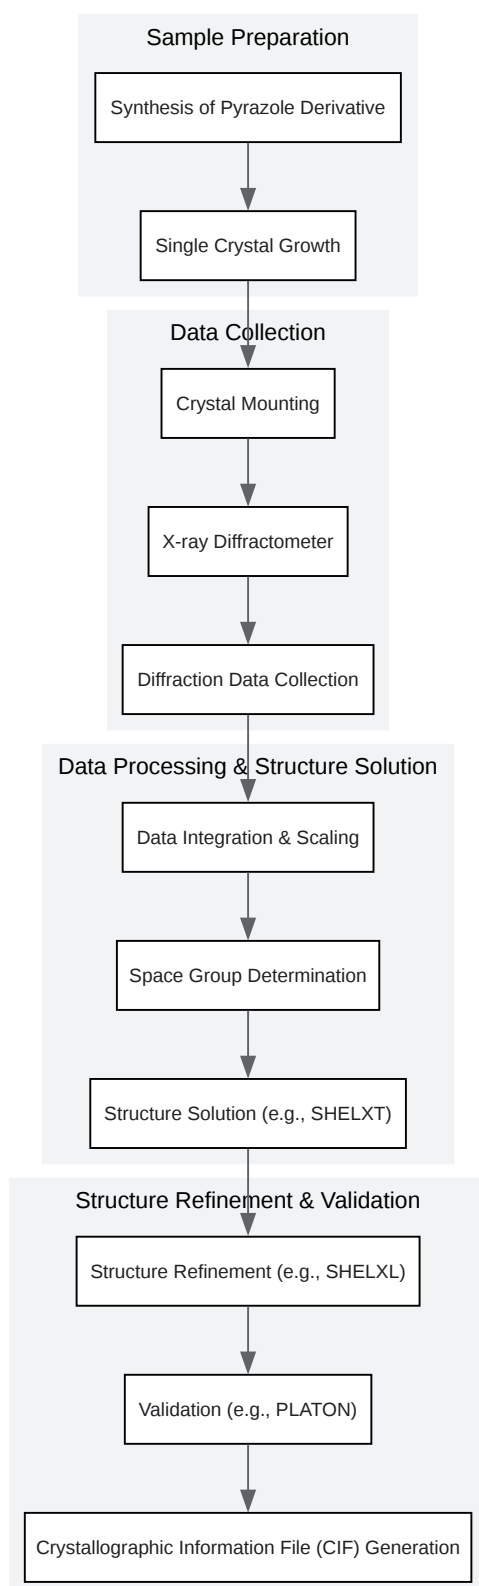 Sample Preparation
Synthesis of Pyrazole Derivative
Single Crystal Growth
Data Collection
Crystal Mounting
X-ray Diffractometer
Diffraction Data Collection
Data Processing & Structure Solution
Data Integration & Scaling
Space Group Determination
Structure Solution (e.g., SHELXT)
Structure Refinement & Validation
Structure Refinement (e.g., SHELXL)
Validation (e.g., PLATON)
Crystallographic Information File (CIF) Generation